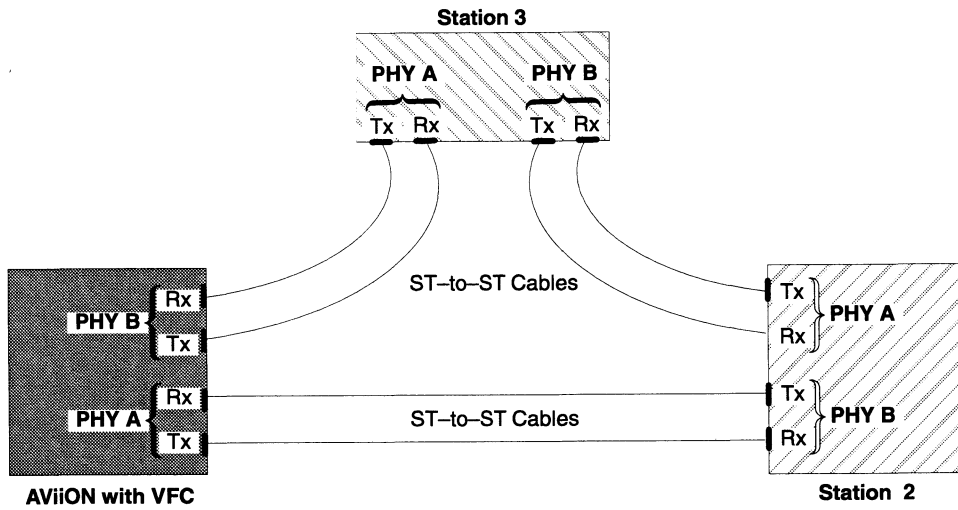 Station 3
PHY A PHY B
Tx Rx Tx Rx
ST–to–ST Cables
Rx
PHY B
Tx
Tx
PHY A
Rx
Rx
PHY A
Tx
ST–to–ST Cables
Tx
PHY B
Rx
AViiON with VFC
Station 2